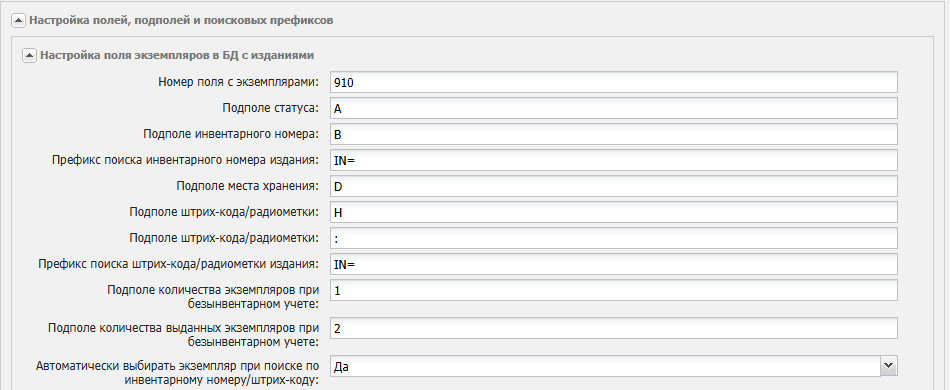 Настройка полей, подполей и поисковых префиксов
Настройка поля экземпляров в БД с изданиями
Номер поля с экземплярами: 910
Подполе статуса: A
Подполе инвентарного номера: B
Префикс поиска инвентарного номера издания: IN=
Подполе места хранения: D
Подполе штрих-кода/радиометки: H
Подполе штрих-кода/радиометки: :
Префикс поиска штрих-кода/радиометки издания: IN=
Подполе количества экземпляров при 1
безынвентарном учете:
Подполе количества выданных экземпляров при 2
безынвентарном учете:
Автоматически выбирать экземпляр при поиске по Да
инвентарному номеру/штрих-коду: